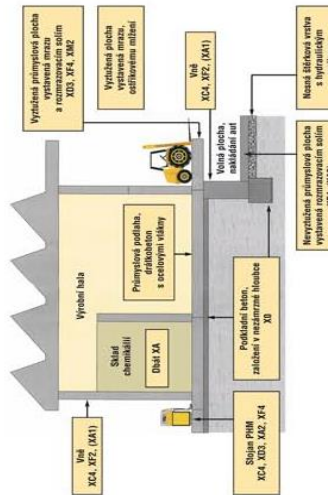 Vyztužená průmyslová plocha
vystavená mrazu
a rozmrazovacím solím
XD3, XF4, XM2
Vyztužená plocha
vystavená mrazu,
ostřikovému mlžení
Vně
XC4, XF2, (XA1)
Nosná štěrková vrstva
s hydraulickým
Volná plocha,
nakládání aut
Nevyztužená průmyslová plocha
vystavená rozmrazovacím solím
Výrobní hala
Průmyslová podlaha,
drátkobeton
s ocelovými vlákny
Podkladní beton,
založení v nezámrzné hloubce
X0
Sklad
chemikálií
Dbát XA
Vně
XC4, XF2, (XA1)
Stojan PHM
XC4, XD3, XA2, XF4